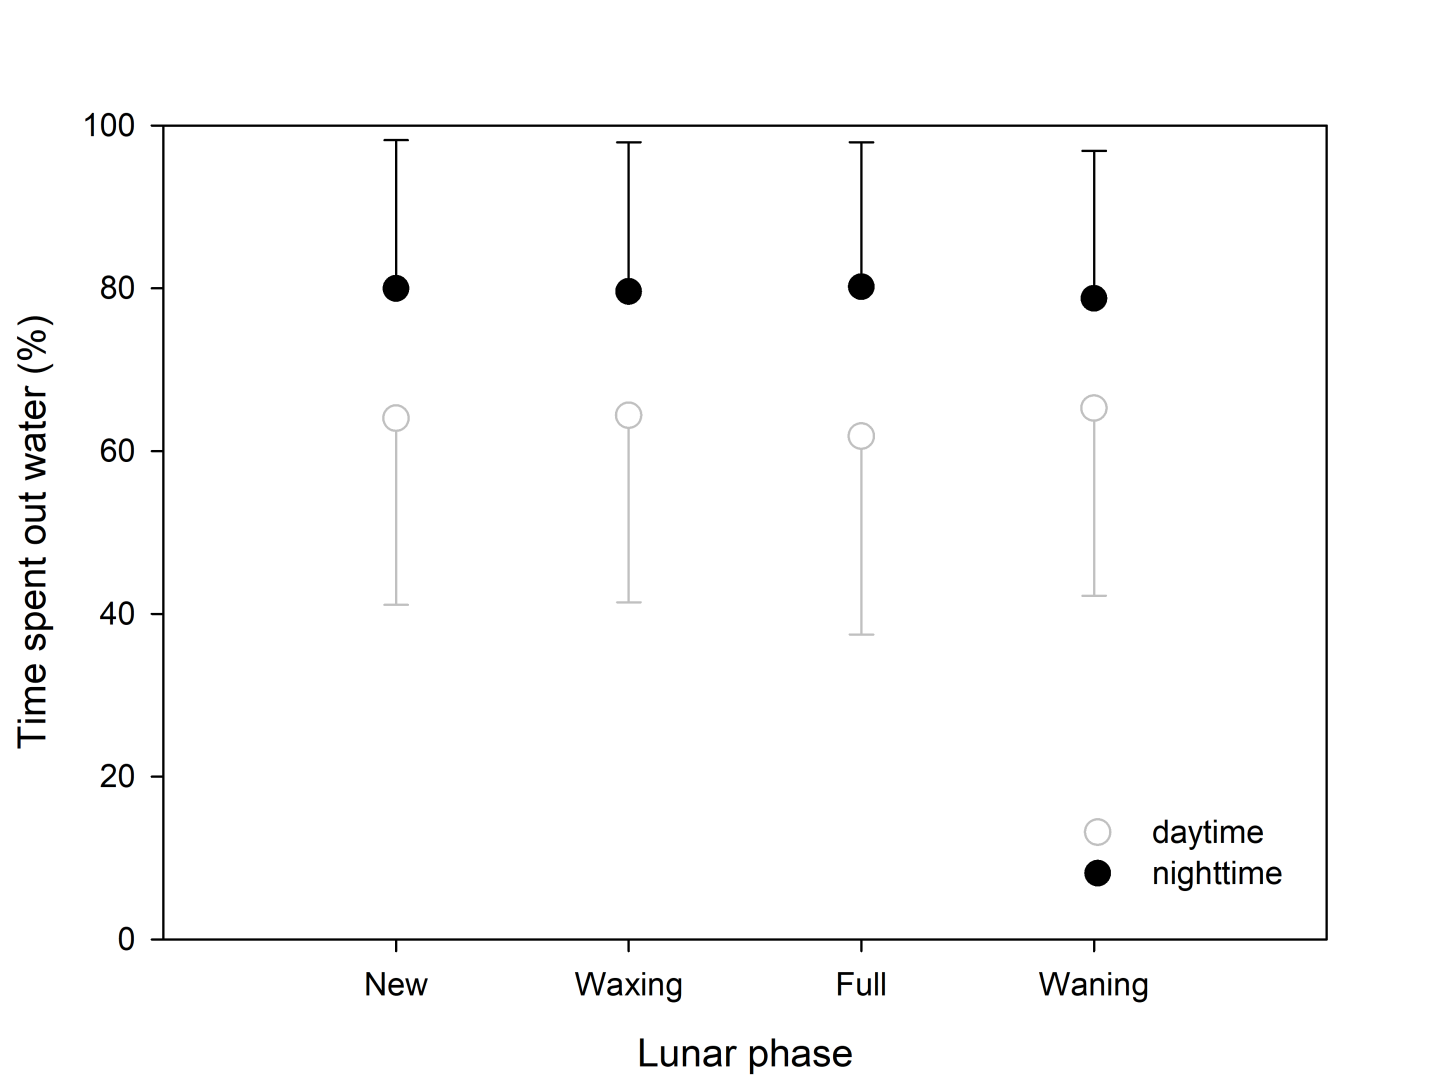 100
80
60
40
20
0
Time spent out water (%)
daytime
nighttime
New Waxing Full Waning
Lunar phase